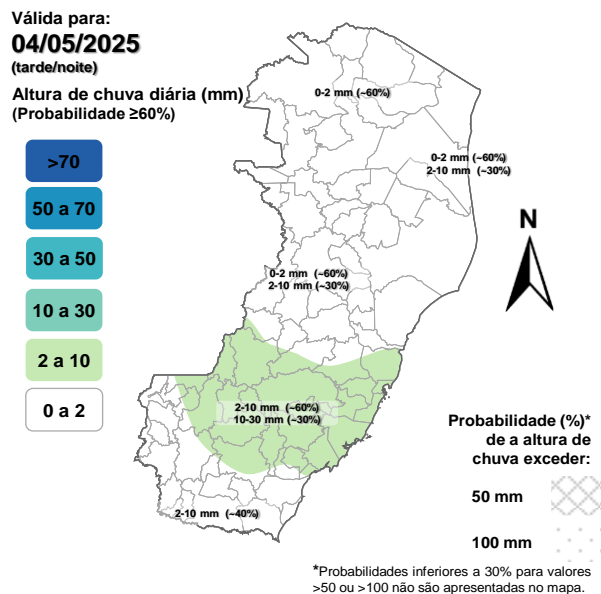 Válida para:
04/05/2025
(tarde/noite)
Altura de chuva diária (mm)
(Probabilidade ≥60%)
>70
50 a 70
30 a 50
10 a 30
2 a 10
0 a 2
0-2 mm (~60%)
0-2 mm (~60%)
2-10 mm (~30%)
N
0-2 mm (~60%)
2-10 mm (~30%)
2-10 mm (~60%)
10-30 mm (~30%)
2-10 mm (~40%)
Probabilidade (%)*
de a altura de
chuva exceder:
50 mm
100 mm
*Probabilidades inferiores a 30% para valores
>50 ou >100 não são apresentadas no mapa.